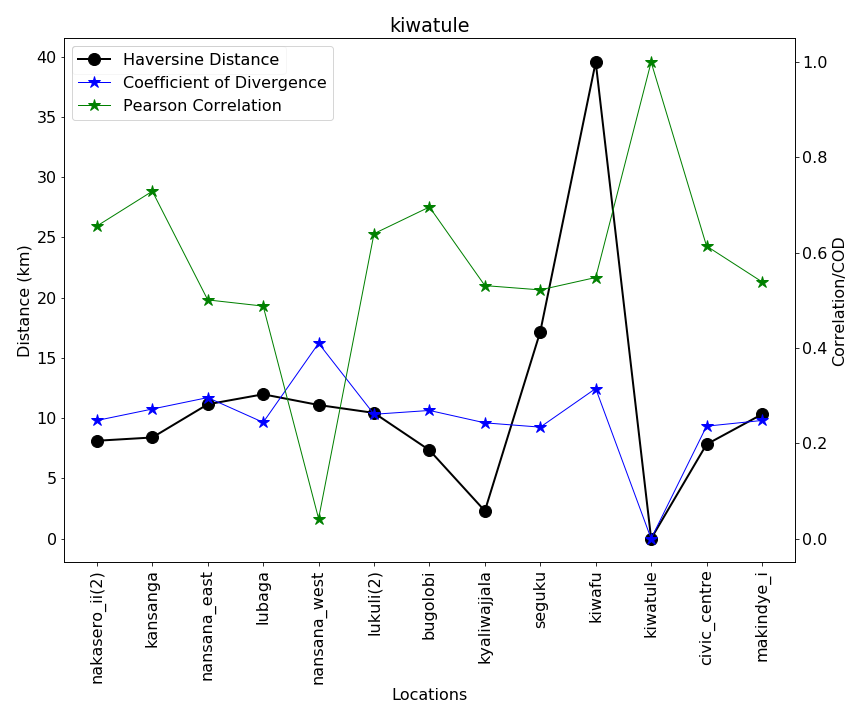 kiwatule
Haversine Distance
Coefficient of Divergence
Pearson Correlation
40
35
30
25
20
15
10
5
0
Distance (km)
1.0
0.8
0.6
0.4
0.2
0.0
Correlation/COD
nakasero_ii(2)
kansanga
nansana_east
lubaga
nansana_west
lukuli(2)
bugolobi
kyaliwajjala
seguku
kiwafu
kiwatule
civic_centre
makindye_i
Locations